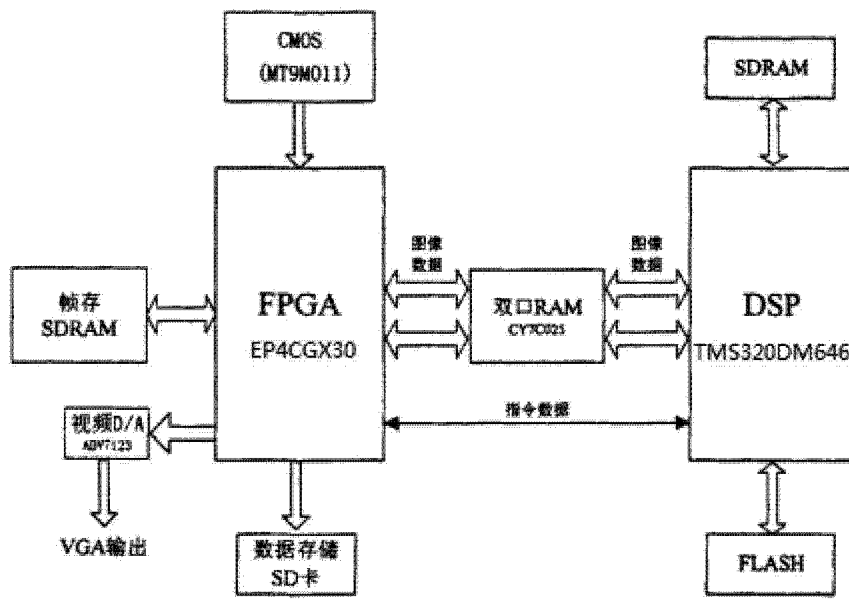 CMOS
(MT9M011)
SDRAM
图像
数据
图像
数据
帧存
SDRAM
FPGA
EP4CGX30
双口RAM
CY7C025
DSP
TMS320DM646
指令数据
视频D/A
ADV7123
VGA输出
数据存储
SD卡
FLASH